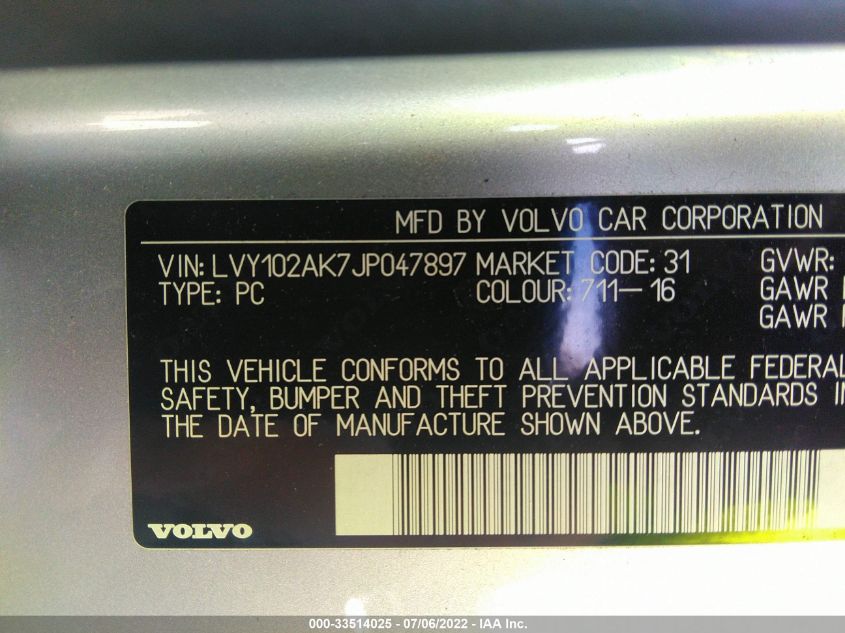 MFD BY VOLVO CAR CORPORATION
VIN: LVY102AK7JP047897 MARKET CODE: 31 GVWR:
TYPE: PC COLOUR: 711-16 GAWR
GAWR
THIS VEHICLE CONFORMS TO ALL APPLICABLE FEDERAL
SAFETY, BUMPER AND THEFT PREVENTION STANDARDS IN
THE DATE OF MANUFACTURE SHOWN ABOVE.
VOLVO
000-33514025 - 07/06/2022 - IAA Inc.